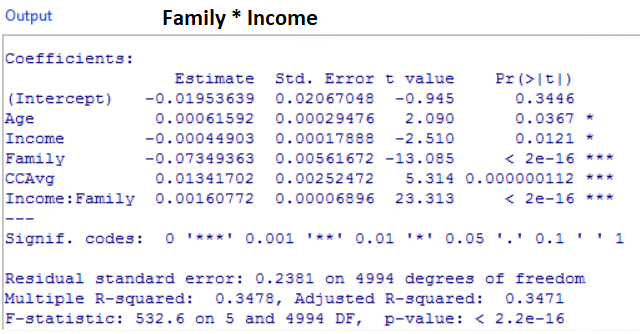 Output
Family * Income
Coefficients:
Estimate Std. Error t value Pr(>|t|)
(Intercept) -0.01953639 0.02067048 -0.945 0.3446
Age 0.00061592 0.00029476 2.090 0.0367 *
Income -0.00044903 0.00017888 -2.510 0.0121 *
Family -0.07349363 0.00561672 -13.085 < 2e-16 ***
CCAvg 0.01341702 0.00252472 5.314 0.000000112 ***
Income:Family 0.00160772 0.00006896 23.313 < 2e-16 ***
---
Signif. codes: 0 '***' 0.001 '**' 0.01 '*' 0.05 '.' 0.1 ' ' 1
Residual standard error: 0.2381 on 4994 degrees of freedom
Multiple R-squared: 0.3478, Adjusted R-squared: 0.3471
F-statistic: 532.6 on 5 and 4994 DF, p-value: < 2.2e-16